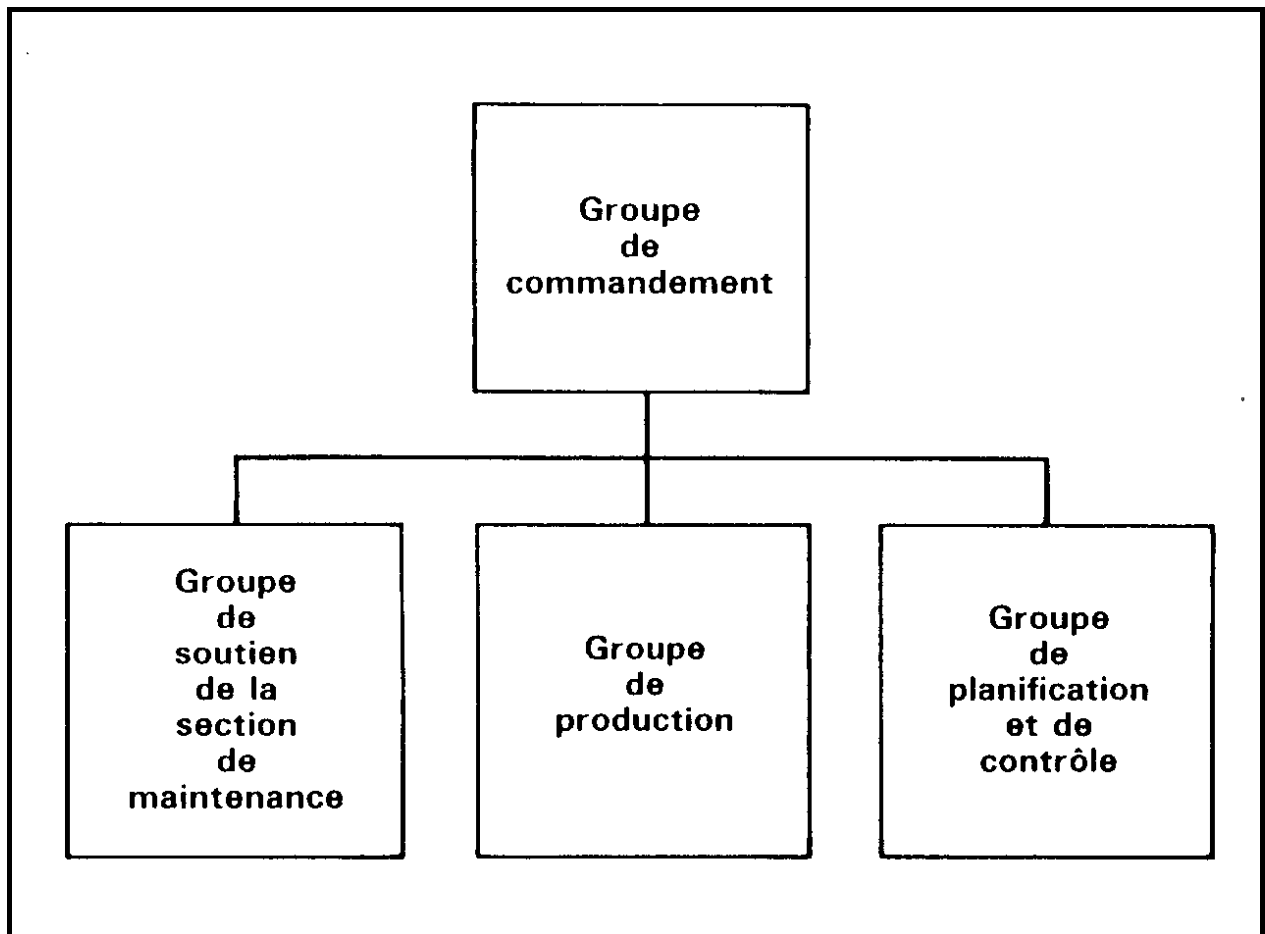 Groupe
de
commandement
Groupe
de
soutien
de la
section
de
maintenance
Groupe
de
production
Groupe
de
planification
et de
contrôle